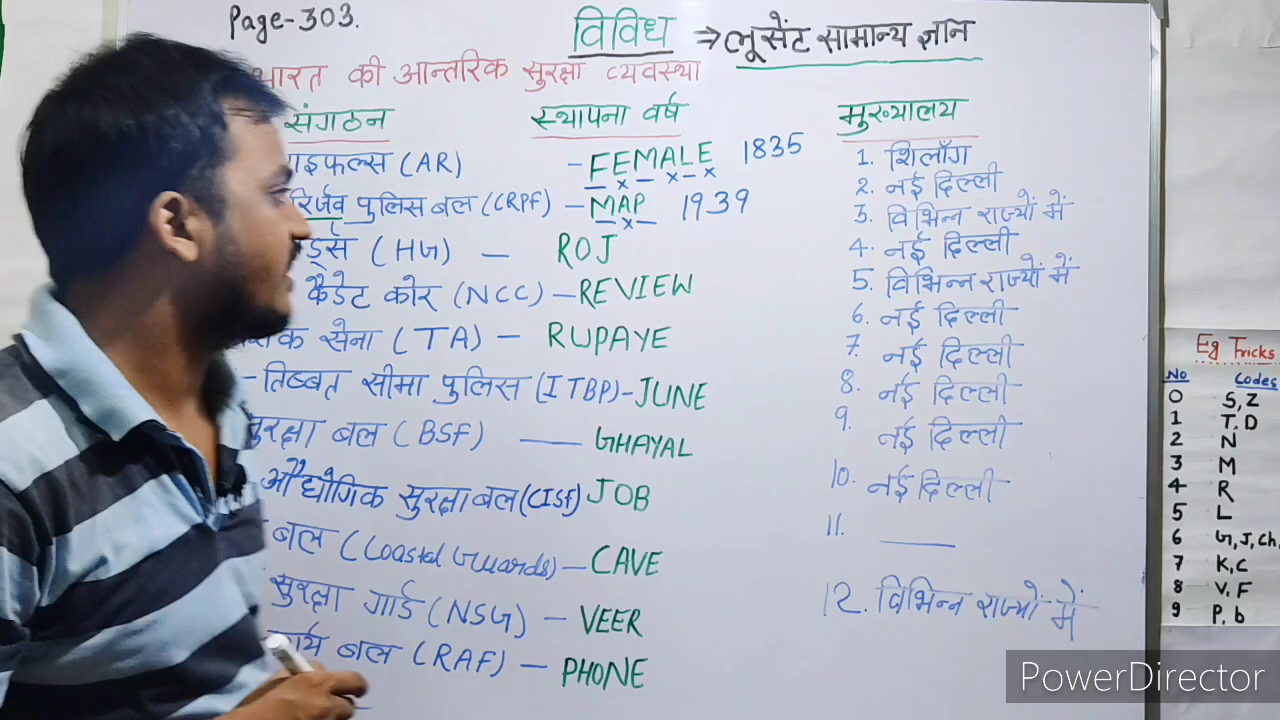 Page-303.
विविध ⇒ लूसेंट सामान्य ज्ञान
भारत की आन्तरिक सुरक्षा व्यवस्था
संगठन स्थापना वर्ष मुख्यालय
राइफल्स (AR) - FEMALE 1835 1. शिलाँग
रिर्जव पुलिस बल (CRPF) - MAP 1939 2. नई दिल्ली
र्ड्स (HG) - ROJ 3. विभिन्न राज्यों में
कैडेट कोर (NCC) - REVIEW 4. नई दिल्ली
सेना (TA) - RUPAYE 5. विभिन्न राज्यों में
- तिब्बत सीमा पुलिस (ITBP) - JUNE 6. नई दिल्ली
सुरक्षा बल (BSF) — GHAYAL 7. नई दिल्ली
औद्योगिक सुरक्षा बल (CISF) JOB 8. नई दिल्ली
बल (Coastal Guards) - CAVE 9. नई दिल्ली
सुरक्षा गार्ड (NSG) - VEER 10. नई दिल्ली
कार्य बल (RAF) - PHONE 11. ____
12. विभिन्न राज्यों में
Eg Tricks
No Codes
0 S, Z
1 T, D
2 N
3 M
4 R
5 L
6 G, J, Ch,
7 K, C
8 V, F
9 P, b
PowerDirector